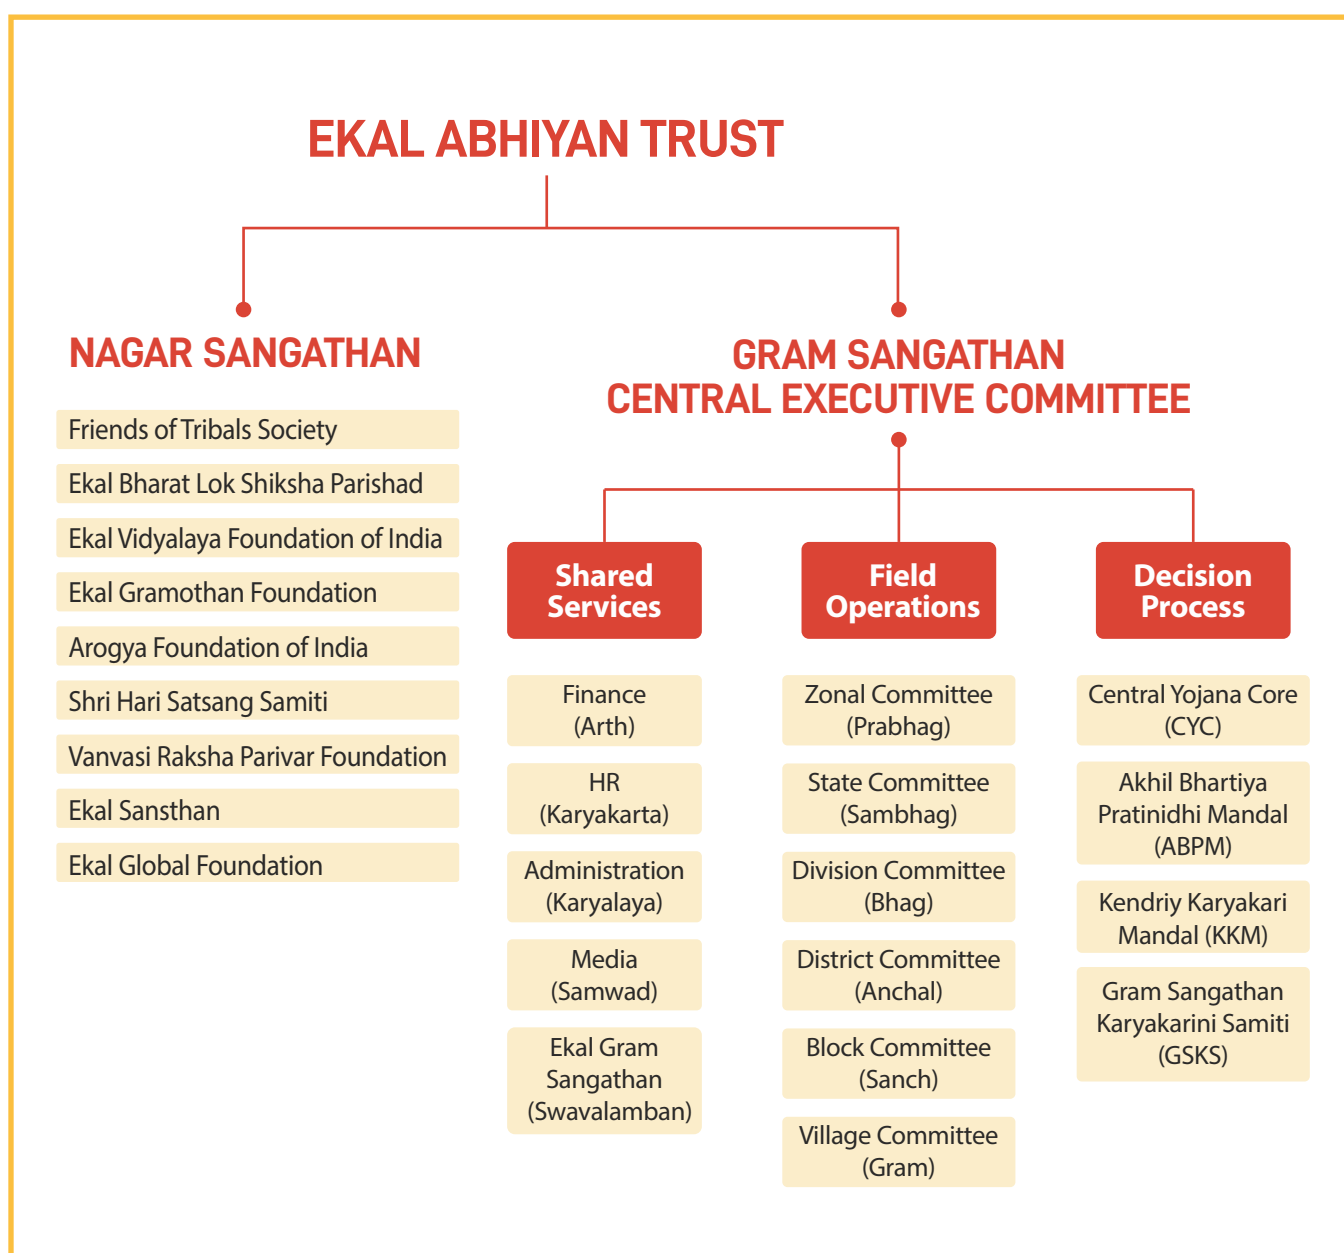 EKAL ABHIYAN TRUST
NAGAR SANGATHAN
Friends of Tribals Society
Ekal Bharat Lok Shiksha Parishad
Ekal Vidyalaya Foundation of India
Ekal Gramothan Foundation
Arogya Foundation of India
Shri Hari Satsang Samiti
Vanvasi Raksha Parivar Foundation
Ekal Sansthan
Ekal Global Foundation
GRAM SANGATHAN
CENTRAL EXECUTIVE COMMITTEE
Shared
Services
Finance
(Arth)
HR
(Karyakarta)
Administration
(Karyalaya)
Media
(Samwad)
Ekal Gram
Sangathan
(Swavalamban)
Field
Operations
Zonal Committee
(Prabhag)
State Committee
(Sambhag)
Division Committee
(Bhag)
District Committee
(Anchal)
Block Committee
(Sanch)
Village Committee
(Gram)
Decision
Process
Central Yojana Core
(CYC)
Akhil Bhartiya
Pratinidhi Mandal
(ABPM)
Kendriy Karyakari
Mandal (KKM)
Gram Sangathan
Karyakarini Samiti
(GSKS)